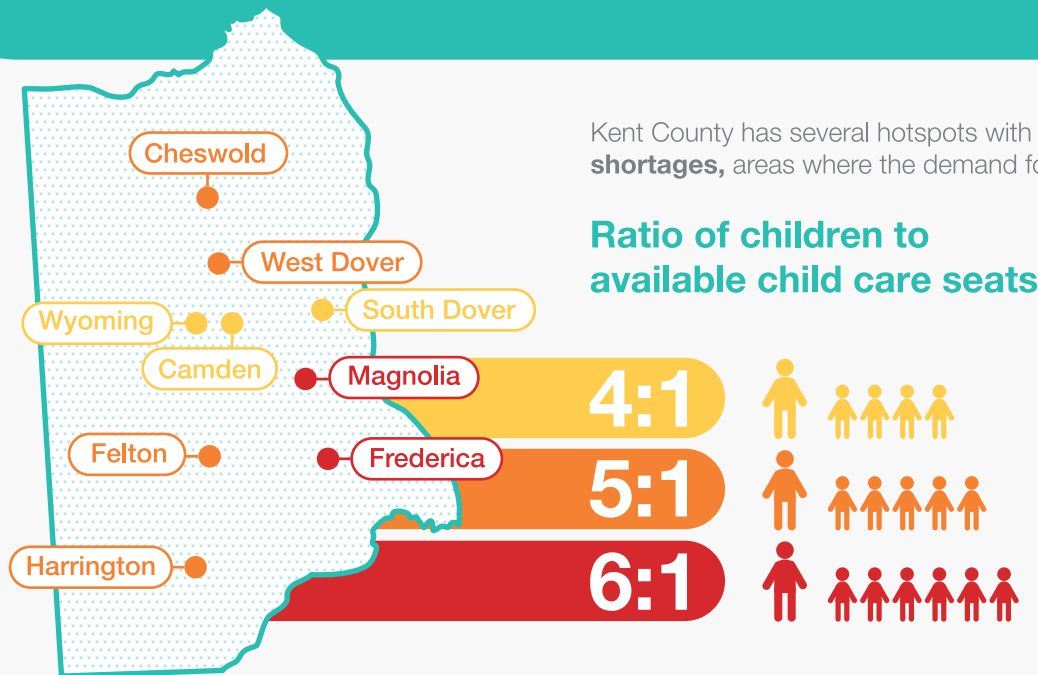 Kent County has several hotspots with
shortages, areas where the demand fo
Ratio of children to
available child care seats
Cheswold
West Dover
South Dover
Wyoming
Camden
Magnolia
Felton
Frederica
Harrington
4:1
5:1
6:1